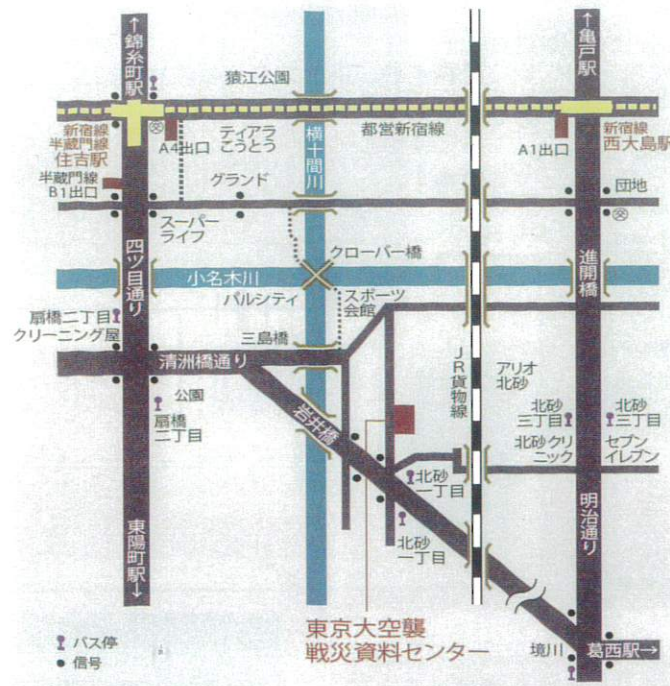 ↑錦糸町駅
↑亀戸駅
猿江公園
新宿線
半蔵門線
住吉駅
A4出口
ティアラ
こうとう
横十間川
都営新宿線
A1出口
新宿線
西大島駅
半蔵門線
B1出口
グランド
団地
スーパー
ライフ
四ツ目通り
クローバー橋
進開橋
小名木川
パルシティ
スポーツ
会館
扇橋二丁目
クリーニング屋
三島橋
清洲橋通り
JR貨物線
アリオ
北砂
公園
扇橋
二丁目
岩井橋
北砂
三丁目
北砂
三丁目
北砂クリ
ニック
セブン
イレブン
北砂
一丁目
明治通り
東陽町駅↓
北砂
一丁目
東京大空襲
戦災資料センター
バス停
信号
境川
葛西駅→